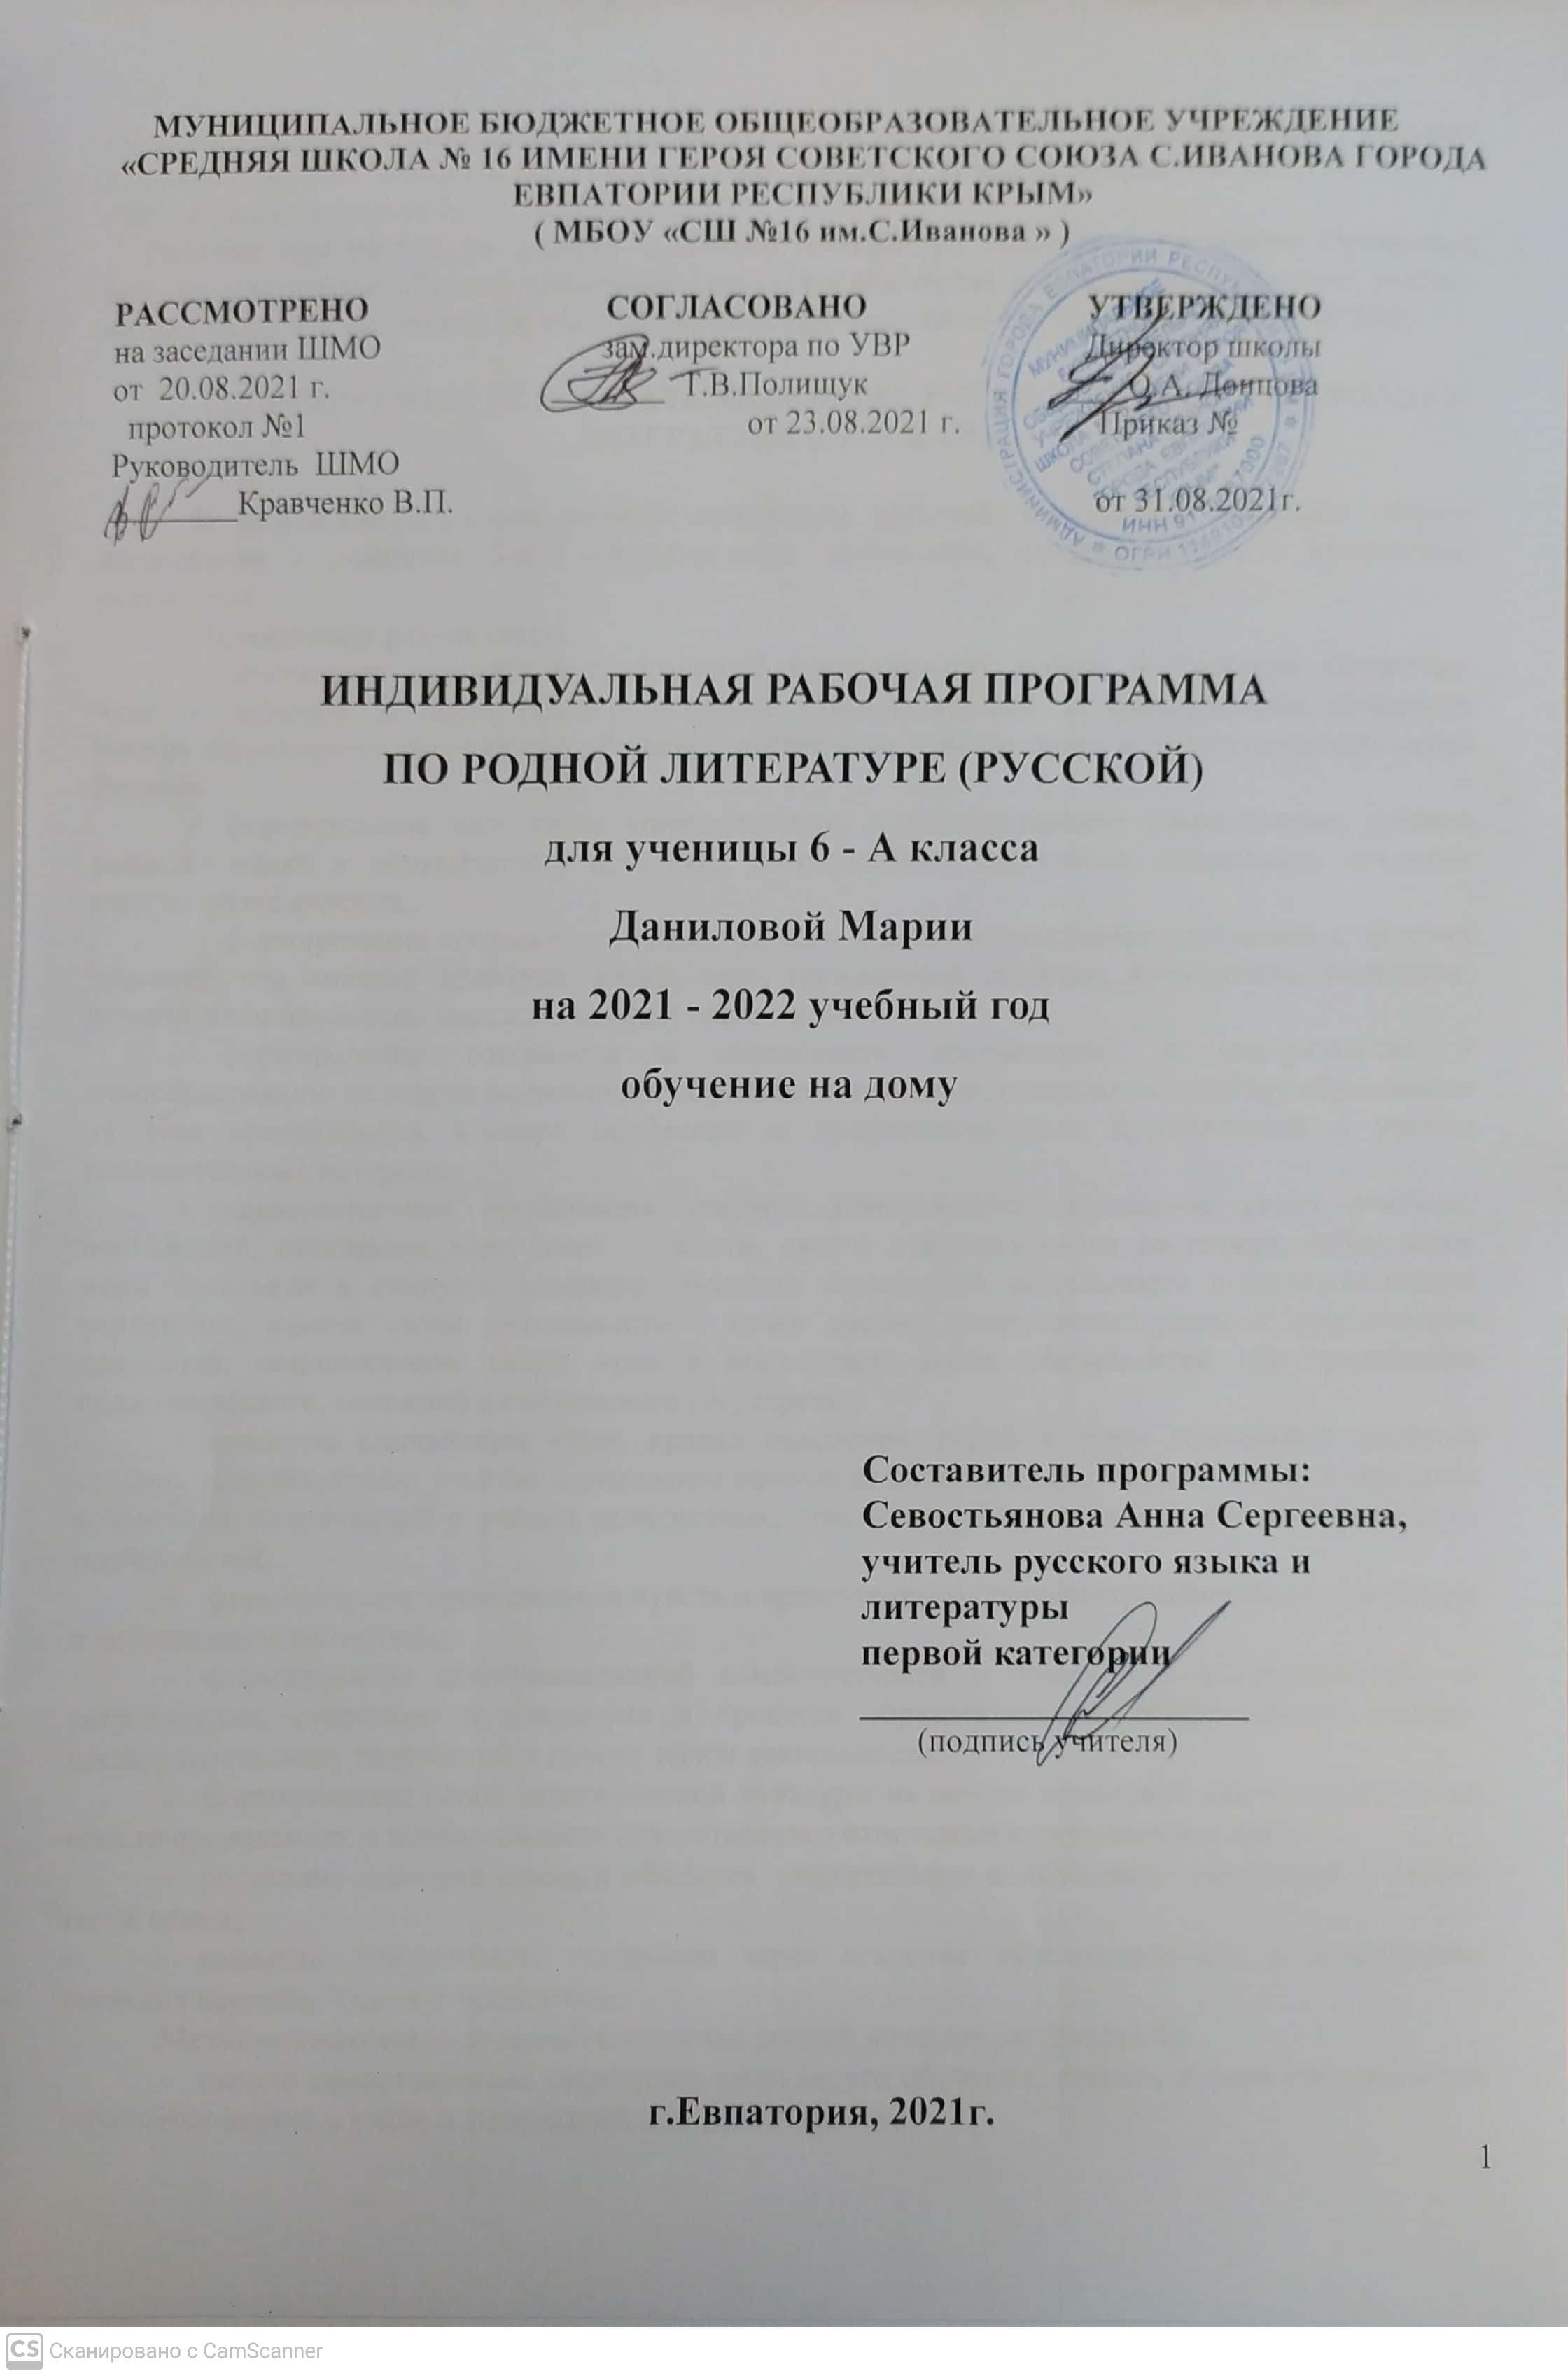 МУНИЦИПАЛЬНОЕ БЮДЖЕТНОЕ ОБЩЕОБРАЗОВАТЕЛЬНОЕ УЧРЕЖДЕНИЕ
«СРЕДНЯЯ ШКОЛА № 16 ИМЕНИ ГЕРОЯ СОВЕТСКОГО СОЮЗА С.ИВАНОВА ГОРОДА
ЕВПАТОРИИ РЕСПУБЛИКИ КРЫМ»
( МБОУ «СШ №16 им.С.Иванова » )
РАССМОТРЕНО
на заседании ШМО
от 20.08.2021 г.
протокол №1
Руководитель ШМО
Кравченко В.П.
СОГЛАСОВАНО
зам.директора по УВР
Т.В.Полищук
от 23.08.2021 г.
УТВЕРЖДЕНО
Директор школы
О.А. Донцова
Приказ №
от 31.08.2021г.
ИНДИВИДУАЛЬНАЯ РАБОЧАЯ ПРОГРАММА
ПО РОДНОЙ ЛИТЕРАТУРЕ (РУССКОЙ)
для ученицы 6 - А класса
Даниловой Марии
на 2021 - 2022 учебный год
обучение на дому
Составитель программы:
Севостьянова Анна Сергеевна,
учитель русского языка и
литературы
первой категории
(подпись учителя)
г.Евпатория, 2021г.
1
CS Сканировано с CamScanner